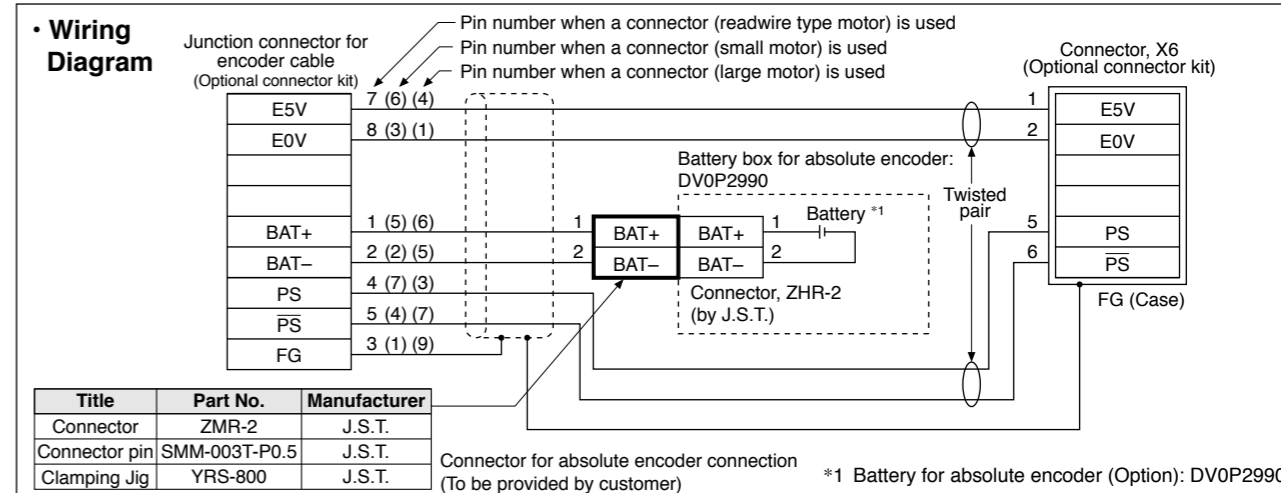 ・Wiring Diagram
Junction connector for
encoder cable
(Optional connector kit)
Pin number when a connector (readwire type motor) is used
Pin number when a connector (small motor) is used
Pin number when a connector (large motor) is used
Connector, X6
(Optional connector kit)
E5V 7 (6) (4)
E0V 8 (3) (1)
BAT+ 1 (5) (6)
BAT– 2 (2) (5)
PS 4 (7) (3)
P̅S̅ 5 (4) (7)
FG 3 (1) (9)
Battery box for absolute encoder:
DV0P2990
1 BAT+ BAT+ 1
2 BAT– BAT– 2
Battery *1
Connector, ZHR-2
(by J.S.T.)
Twisted
pair
1 E5V
2 E0V
5 PS
6 P̅S̅
FG (Case)
Title Part No. Manufacturer
Connector ZMR-2 J.S.T.
Connector pin SMM-003T-P0.5 J.S.T.
Clamping Jig YRS-800 J.S.T.
Connector for absolute encoder connection
(To be provided by customer)
*1 Battery for absolute encoder (Option): DV0P2990